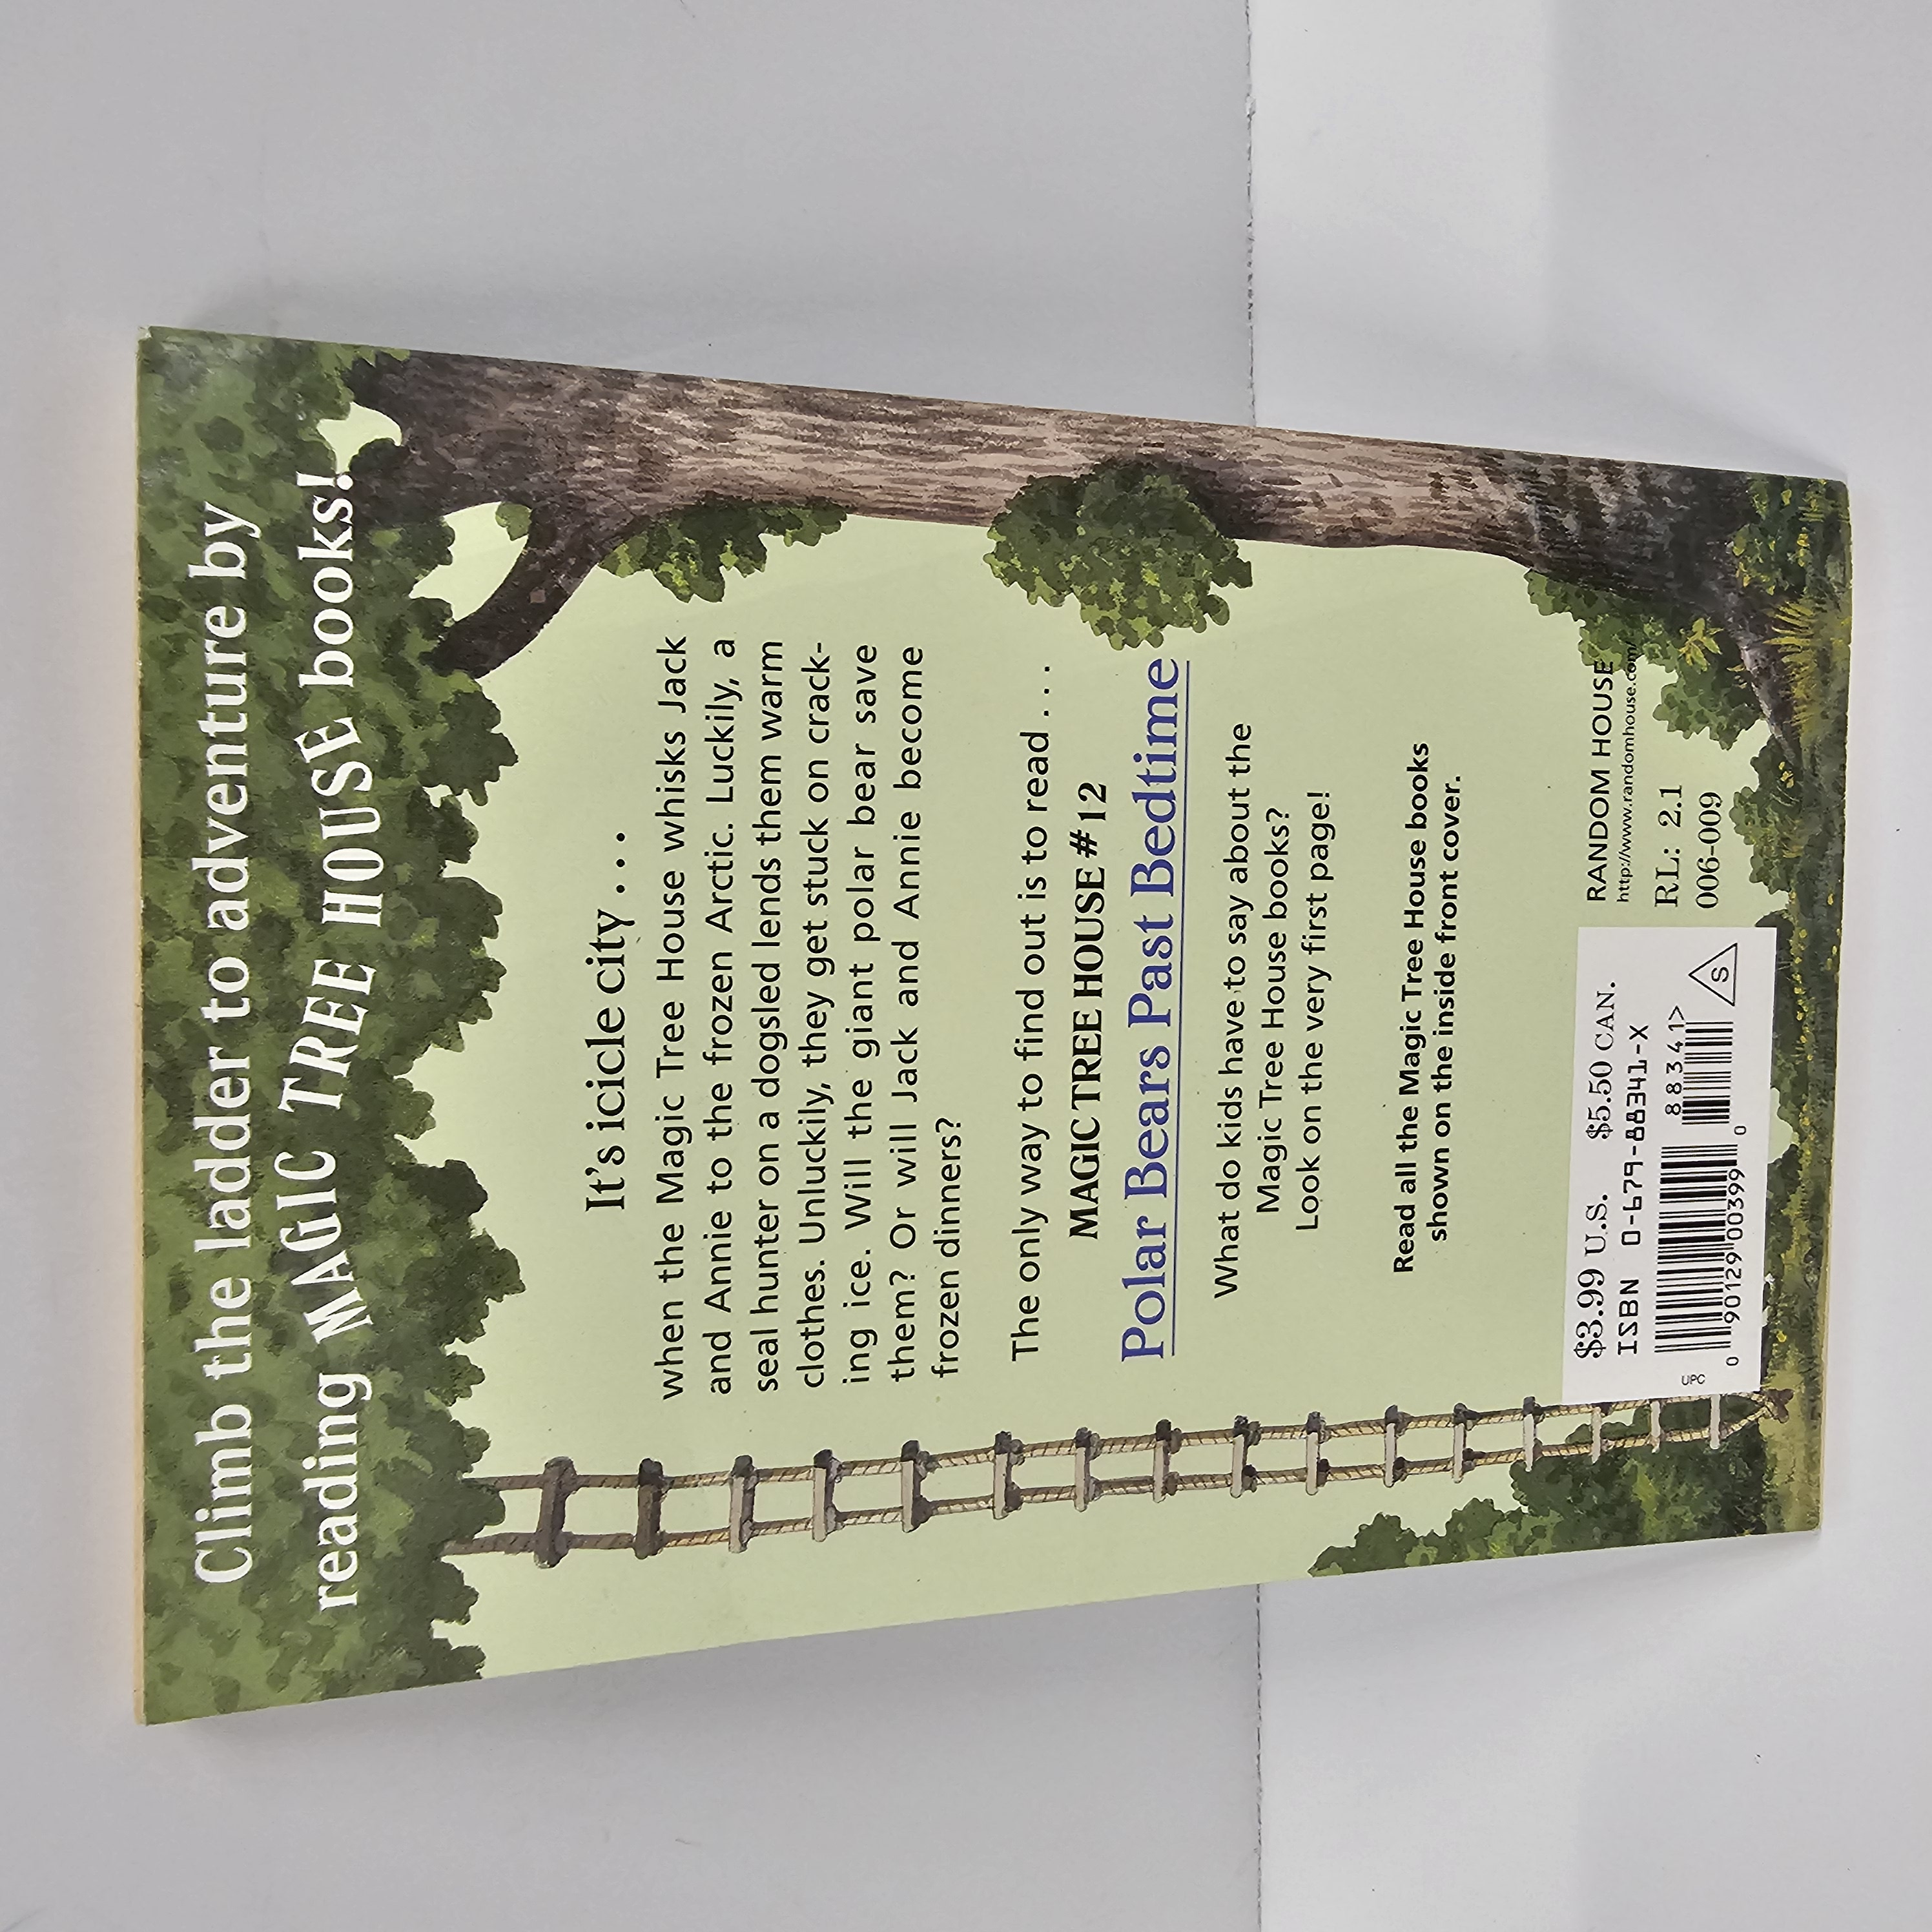 Climb the ladder to adventure by
reading MAGIC TREE HOUSE books!
It's icicle city . . .
when the Magic Tree House whisks Jack
and Annie to the frozen Arctic. Luckily, a
seal hunter on a dogsled lends them warm
clothes. Unluckily, they get stuck on crack-
ing ice. Will the giant polar bear save
them? Or will Jack and Annie become
frozen dinners?
The only way to find out is to read . . .
MAGIC TREE HOUSE #12
Polar Bears Past Bedtime
What do kids have to say about the
Magic Tree House books?
Look on the very first page!
Read all the Magic Tree House books
shown on the inside front cover.
$3.99 U.S. $5.50 CAN.
ISBN 0-679-88341-X
88341>
UPC
0 90129 00399 0
S
RANDOM HOUSE
http://www.randomhouse.com/
RL: 2.1
006-009